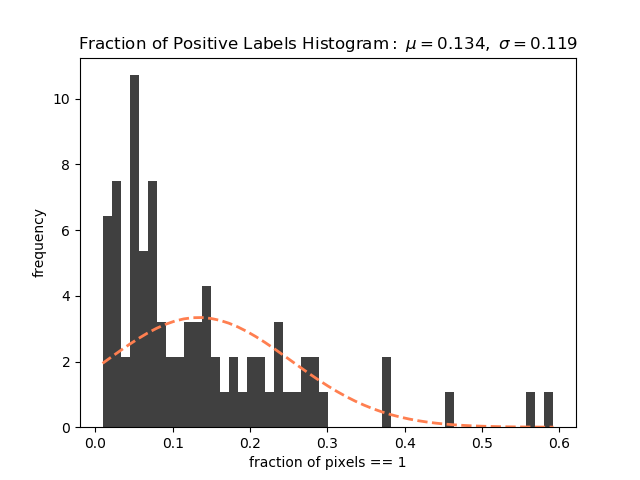 Fraction of Positive Labels Histogram : μ = 0.134, σ = 0.119
frequency
10
8
6
4
2
0
0.0 0.1 0.2 0.3 0.4 0.5 0.6
fraction of pixels == 1